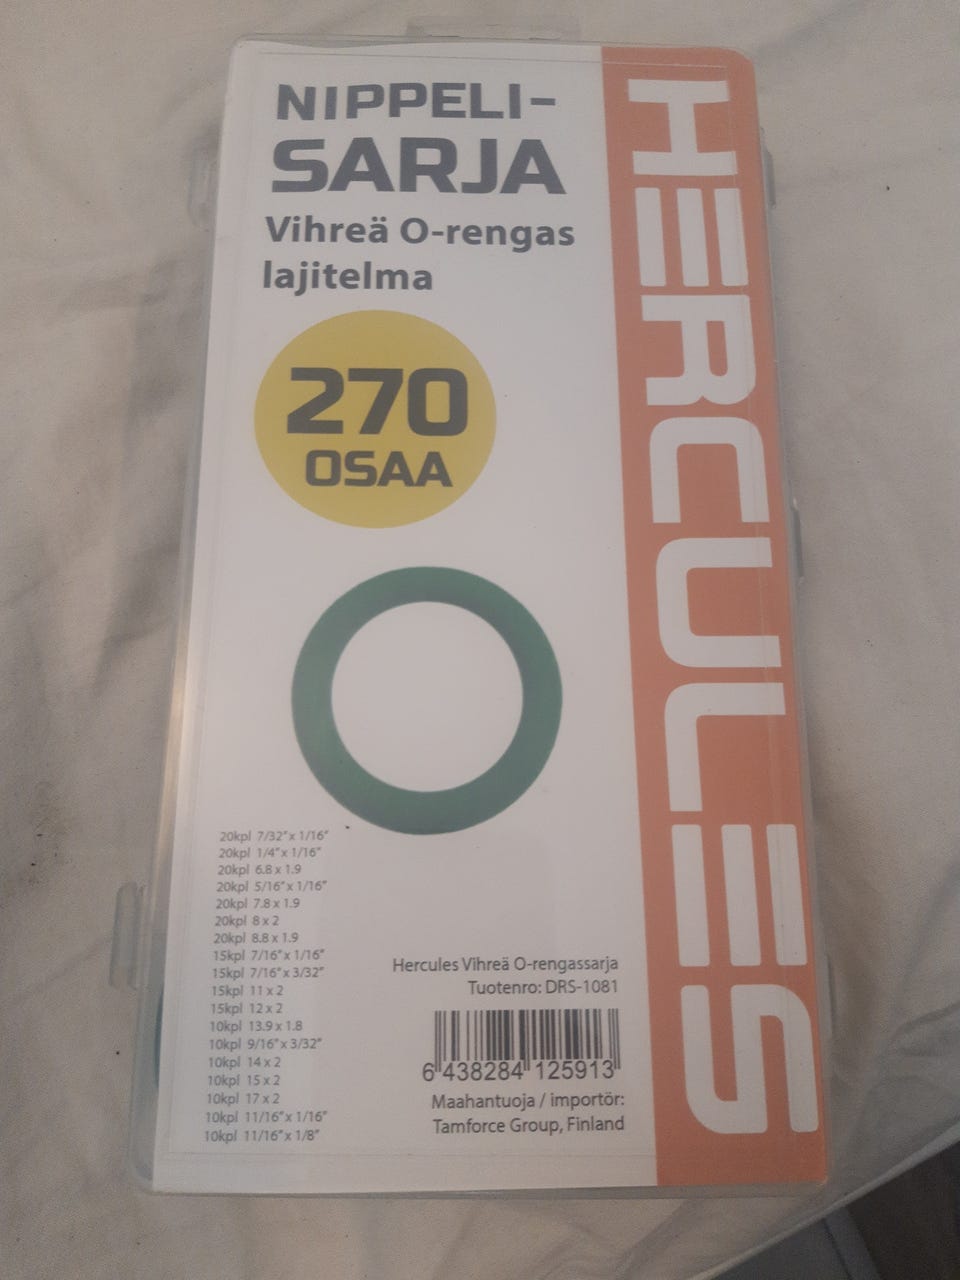 NIPPELI-
SARJA
Vihreä O-rengas
lajitelma
270
OSAA
HERCULES
20kpl 7/32"x 1/16"
20kpl 1/4"x 1/16"
20kpl 6.8 x 1.9
20kpl 5/16"x 1/16"
20kpl 7.8 x 1.9
20kpl 8 x 2
20kpl 8.8 x 1.9
15kpl 7/16"x 1/16"
15kpl 7/16"x 3/32"
15kpl 11 x 2
15kpl 12 x 2
10kpl 13.9 x 1.8
10kpl 9/16"x 3/32"
10kpl 14 x 2
10kpl 15 x 2
10kpl 17 x 2
10kpl 11/16"x 1/16"
10kpl 11/16"x 1/8"
Hercules Vihreä O-rengassarja
Tuotenro: DRS-1081
6 438284 125913
Maahantuoja / importör:
Tamforce Group, Finland